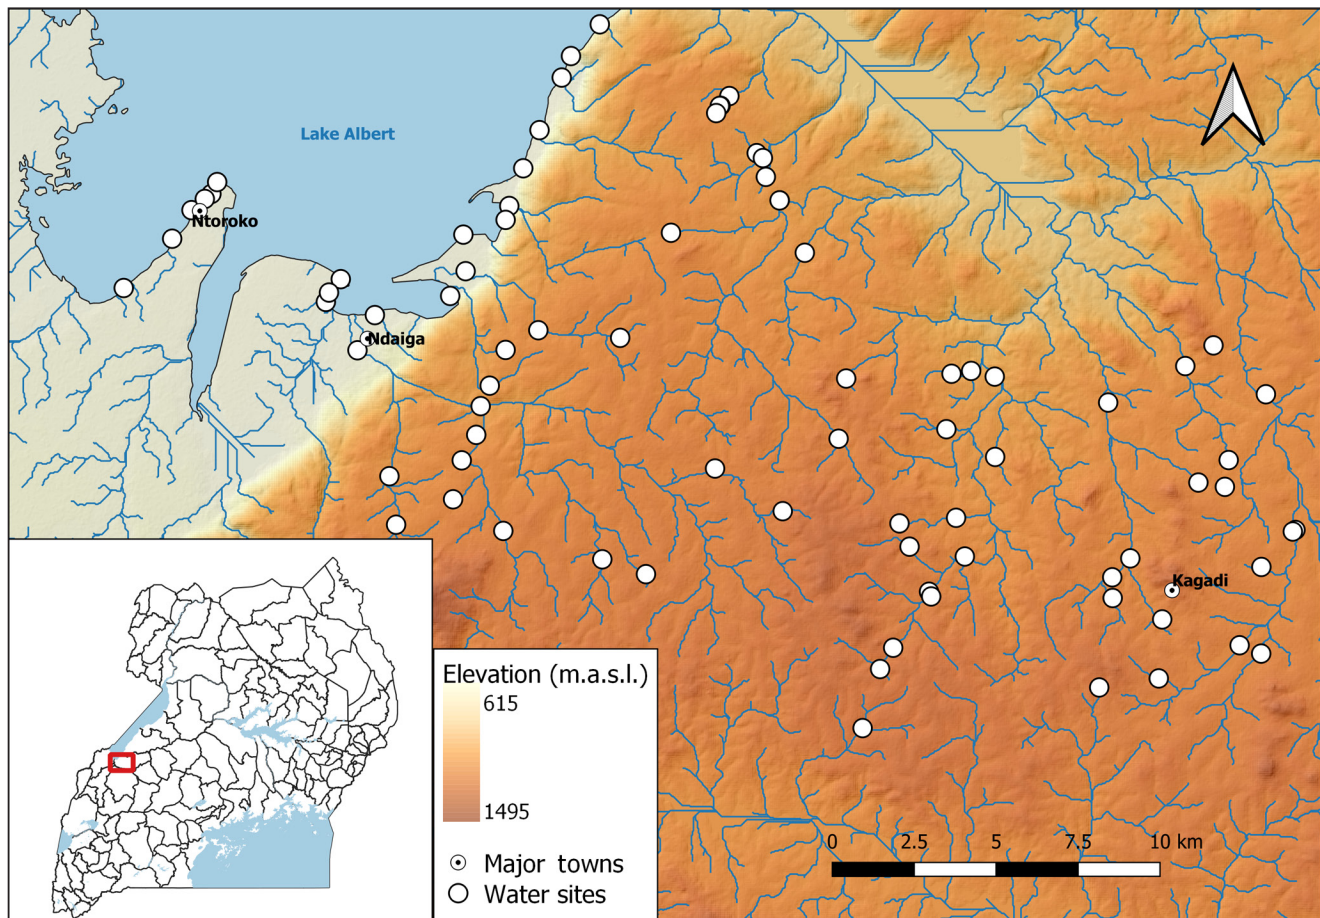 Lake Albert
Ntoroko
Ndaiga
Kagadi
Elevation (m.a.s.l.)
615
1495
Major towns
Water sites
0 2.5 5 7.5 10 km